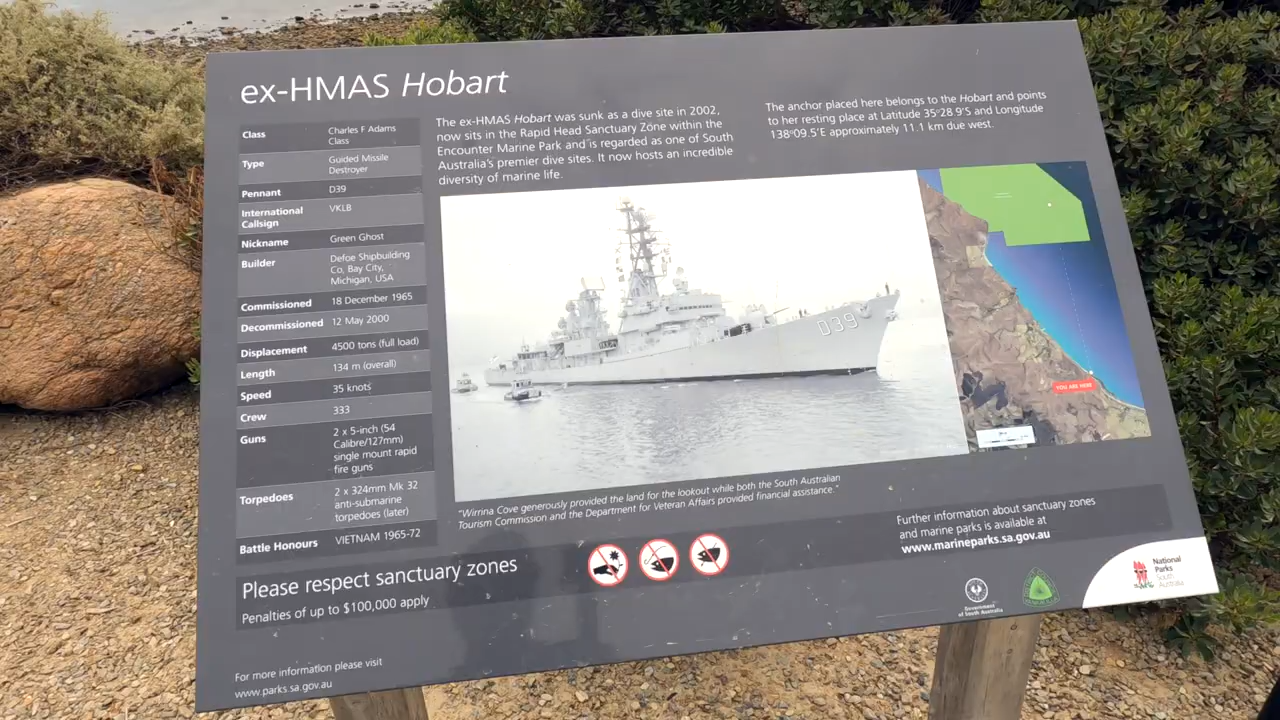 ex-HMAS Hobart
Class Charles F Adams
Class
Type Guided Missile
Destroyer
Pennant D39
International VKLB
Callsign
Nickname Green Ghost
Builder Defoe Shipbuilding
Co, Bay City,
Michigan, USA
Commissioned 18 December 1965
Decommissioned 12 May 2000
Displacement 4500 tons (full load)
Length 134 m (overall)
Speed 35 knots
Crew 333
Guns 2 x 5-inch (54
Calibre/127mm)
single mount rapid
fire guns
Torpedoes 2 x 324mm Mk 32
anti-submarine
torpedoes (later)
Battle Honours VIETNAM 1965-72
The ex-HMAS Hobart was sunk as a dive site in 2002,
now sits in the Rapid Head Sanctuary Zone within the
Encounter Marine Park and is regarded as one of South
Australia's premier dive sites. It now hosts an incredible
diversity of marine life.
The anchor placed here belongs to the Hobart and points
to her resting place at Latitude 35º28.9'S and Longitude
138º09.5'E approximately 11.1 km due west.
D39
YOU ARE HERE
"Wirrina Cove generously provided the land for the lookout while both the South Australian
Tourism Commission and the Department for Veteran Affairs provided financial assistance."
Please respect sanctuary zones
Penalties of up to $100,000 apply
Further information about sanctuary zones
and marine parks is available at
www.marineparks.sa.gov.au
For more information please visit
www.parks.sa.gov.au
Government
of South Australia
National
Parks
South
Australia